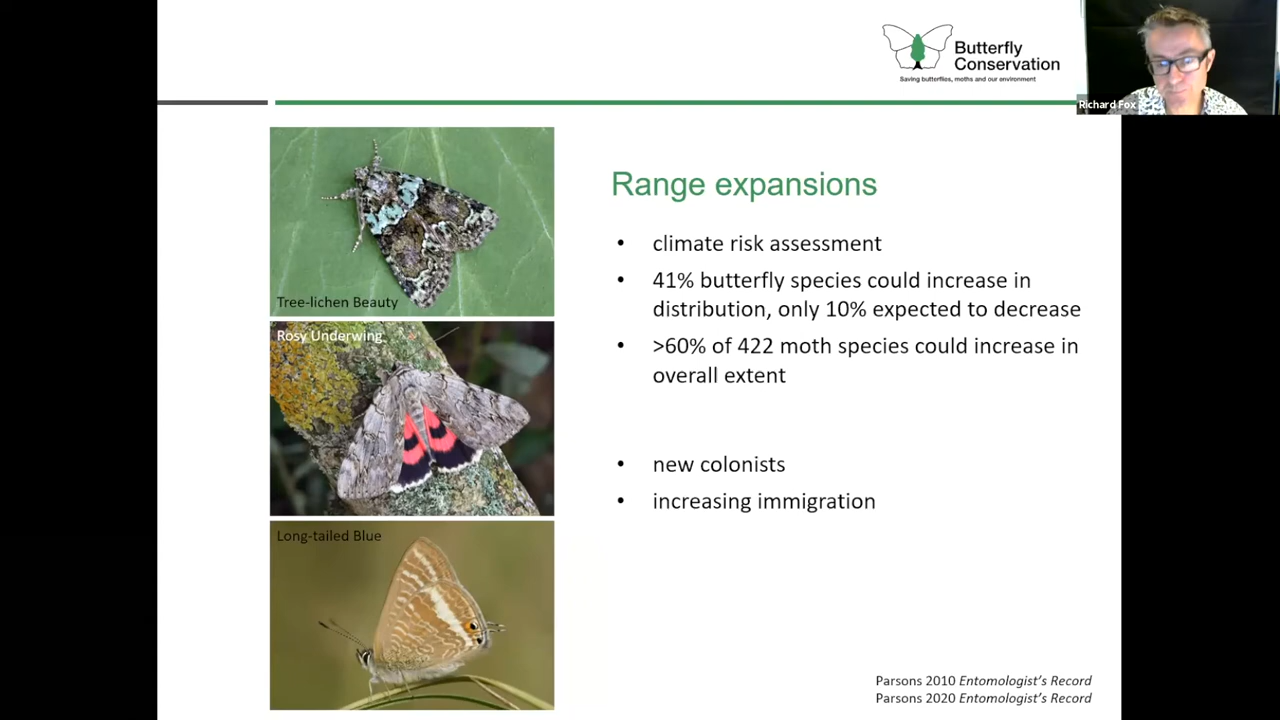 Butterfly
Conservation
Saving butterflies, moths and our environment
Richard Fox
Tree-lichen Beauty
Rosy Underwing
Long-tailed Blue
Range expansions
• climate risk assessment
• 41% butterfly species could increase in
distribution, only 10% expected to decrease
• >60% of 422 moth species could increase in
overall extent
• new colonists
• increasing immigration
Parsons 2010 Entomologist's Record
Parsons 2020 Entomologist's Record